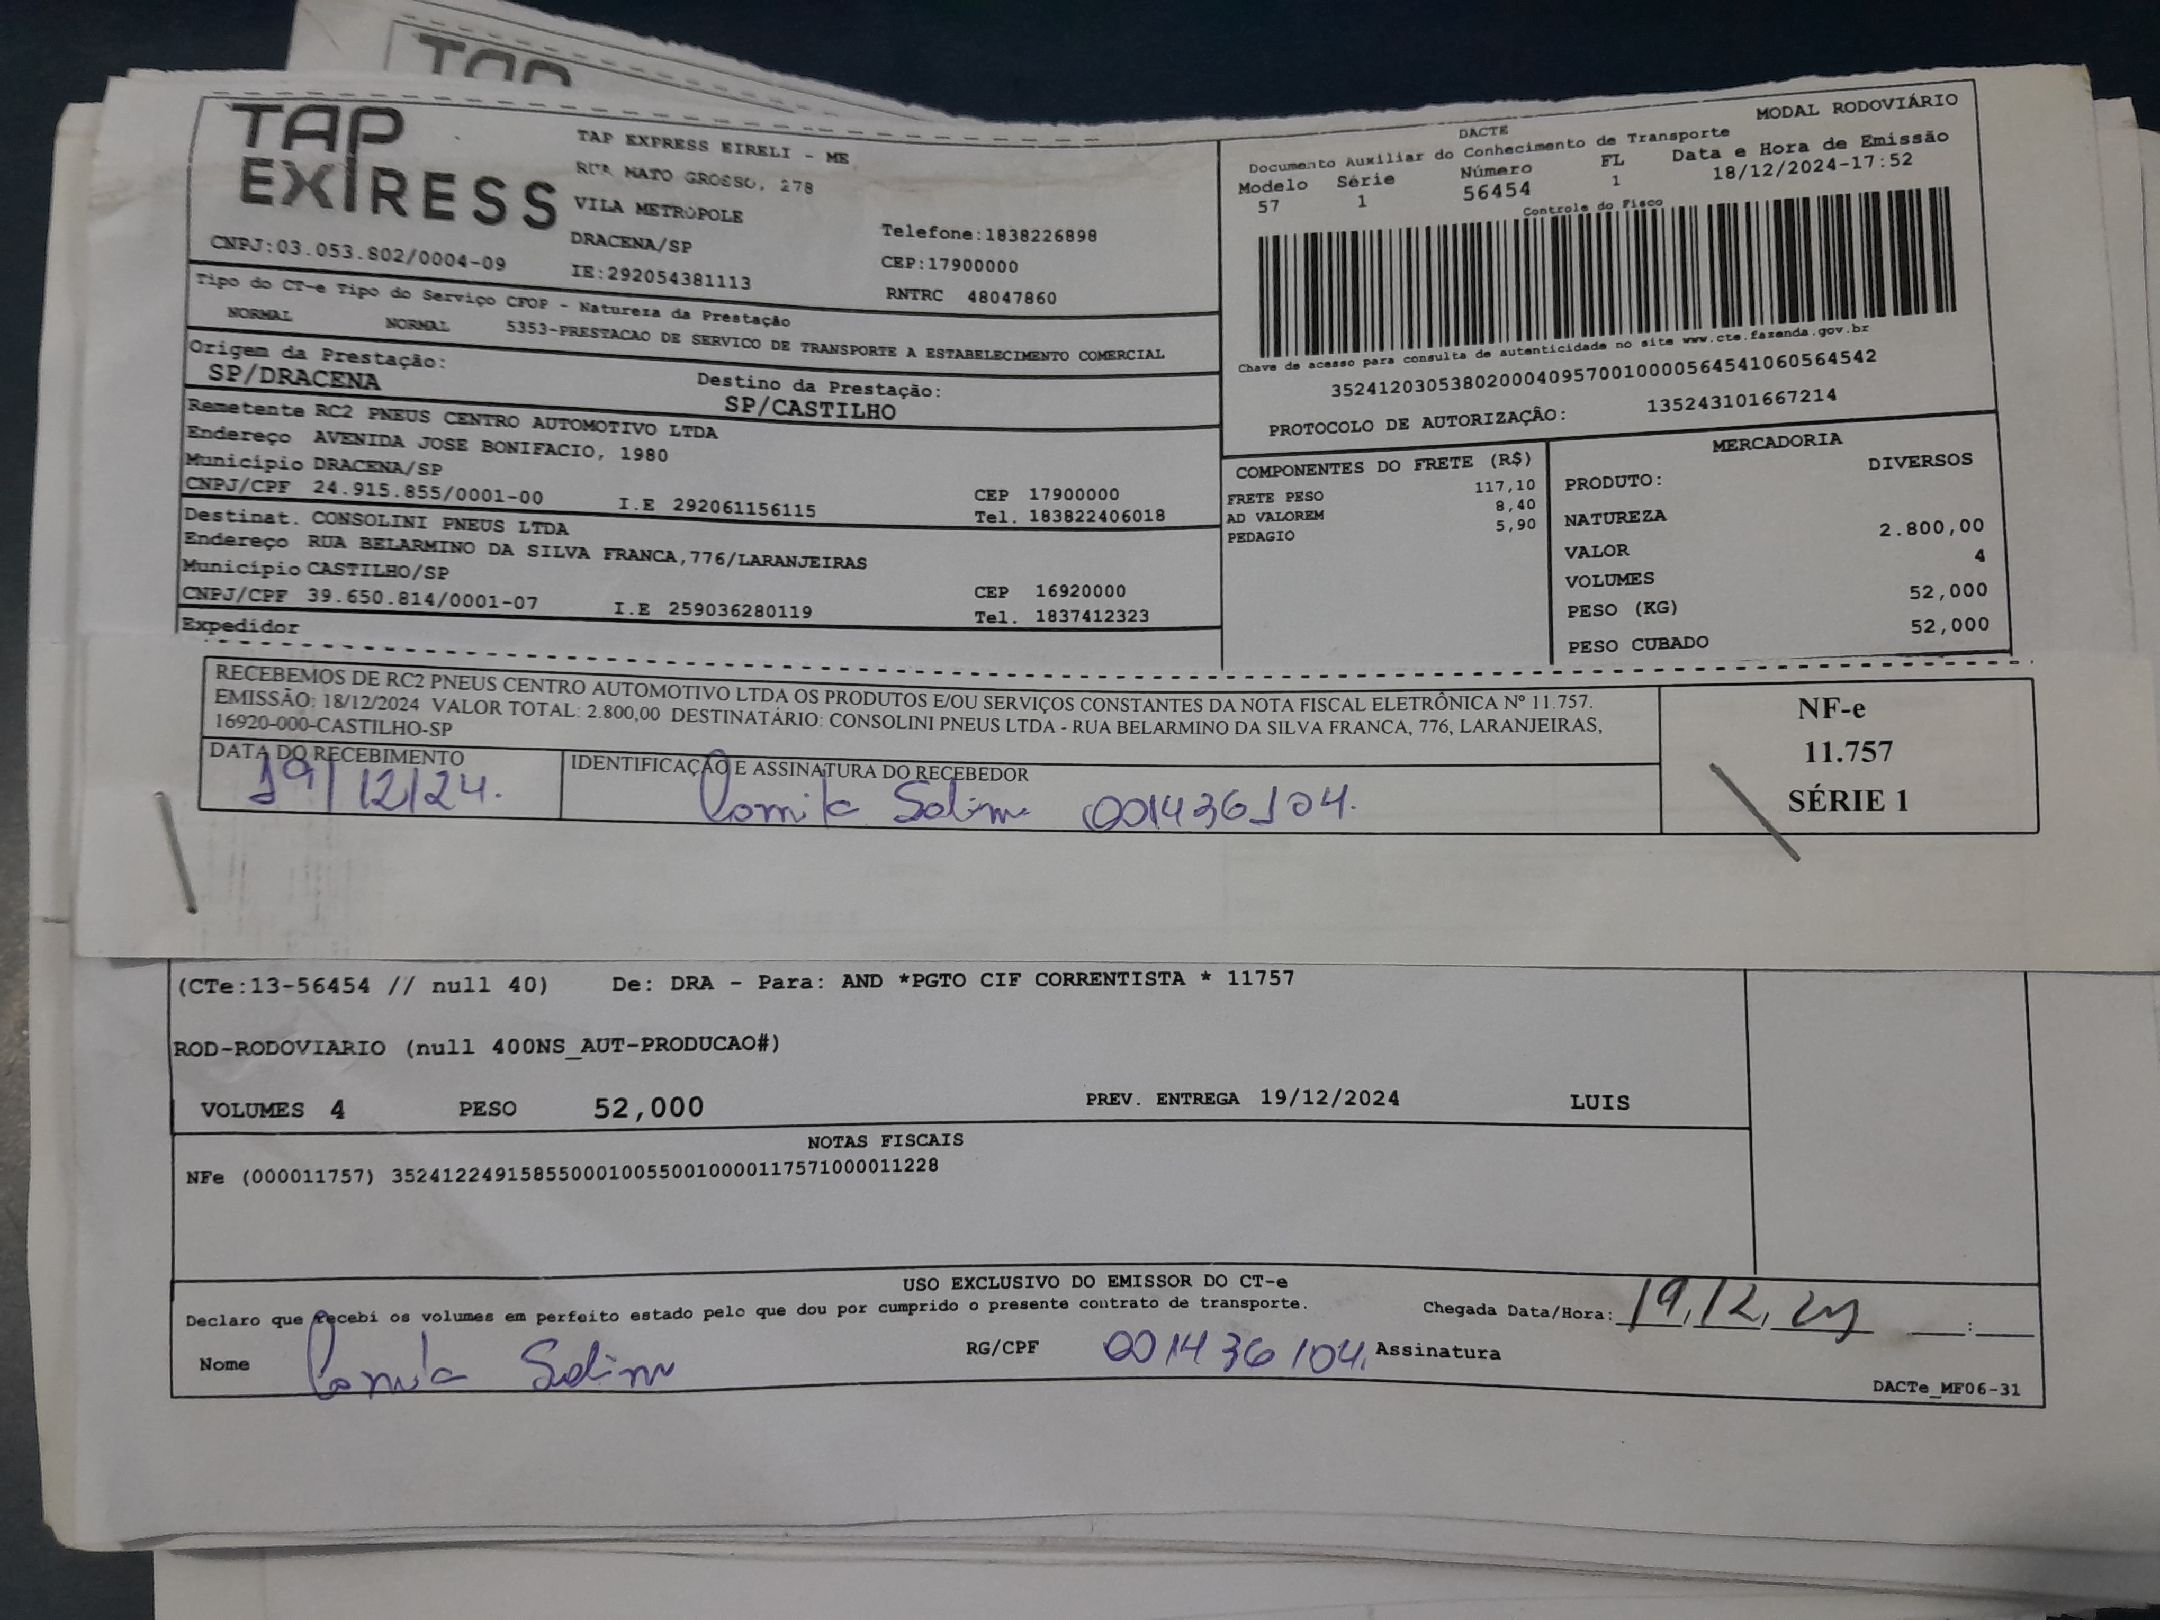 TAP
TAP
EXPRESS
TAP EXPRESS EIRELI - ME
RUA MATO GROSSO, 278
VILA METROPOLE
DRACENA/SP
IE:292054381113
Telefone:1838226898
CEP:17900000
RNTRC 48047860
CNPJ:03.053.802/0004-09
MODAL RODOVIÁRIO
DACTE
Documento Auxiliar do Conhecimento de Transporte
Modelo Série Número FL Data e Hora de Emissão
57 1 56454 1 18/12/2024-17:52
Controle do Fisco
Chave de acesso para consulta de autenticidade no site www.cte.fazenda.gov.br
35241203053802000409570010000564541060564542
PROTOCOLO DE AUTORIZAÇÃO: 135243101667214
Tipo do CT-e Tipo do Serviço CFOP - Natureza da Prestação
NORMAL NORMAL 5353-PRESTACAO DE SERVICO DE TRANSPORTE A ESTABELECIMENTO COMERCIAL
Origem da Prestação: Destino da Prestação:
SP/DRACENA SP/CASTILHO
Remetente RC2 PNEUS CENTRO AUTOMOTIVO LTDA
Endereço AVENIDA JOSE BONIFACIO, 1980
Município DRACENA/SP CEP 17900000
CNPJ/CPF 24.915.855/0001-00 I.E 292061156115 Tel. 183822406018
Destinat. CONSOLINI PNEUS LTDA
Endereço RUA BELARMINO DA SILVA FRANCA,776/LARANJEIRAS
Município CASTILHO/SP CEP 16920000
CNPJ/CPF 39.650.814/0001-07 I.E 259036280119 Tel. 1837412323
Expedidor
COMPONENTES DO FRETE (R$)
FRETE PESO 117,10
AD VALOREM 8,40
PEDAGIO 5,90
MERCADORIA
PRODUTO: DIVERSOS
NATUREZA
VALOR 2.800,00
VOLUMES 4
PESO (KG) 52,000
PESO CUBADO 52,000
RECEBEMOS DE RC2 PNEUS CENTRO AUTOMOTIVO LTDA OS PRODUTOS E/OU SERVIÇOS CONSTANTES DA NOTA FISCAL ELETRÔNICA Nº 11.757.
EMISSÃO: 18/12/2024 VALOR TOTAL: 2.800,00 DESTINATÁRIO: CONSOLINI PNEUS LTDA - RUA BELARMINO DA SILVA FRANCA, 776, LARANJEIRAS,
16920-000-CASTILHO-SP
DATA DO RECEBIMENTO IDENTIFICAÇÃO E ASSINATURA DO RECEBEDOR
19/12/24. 001436104.
NF-e
11.757
SÉRIE 1
(CTe:13-56454 // null 40) De: DRA - Para: AND *PGTO CIF CORRENTISTA * 11757
ROD-RODOVIARIO (null 400NS_AUT-PRODUCAO#)
VOLUMES 4 PESO 52,000 PREV. ENTREGA 19/12/2024 LUIS
NOTAS FISCAIS
NFe (000011757) 35241224915855000100550010000117571000011228
USO EXCLUSIVO DO EMISSOR DO CT-e
Declaro que recebi os volumes em perfeito estado pelo que dou por cumprido o presente contrato de transporte. Chegada Data/Hora: 19,12,24 :
Nome RG/CPF 001436104. Assinatura
DACTe_MF06-31